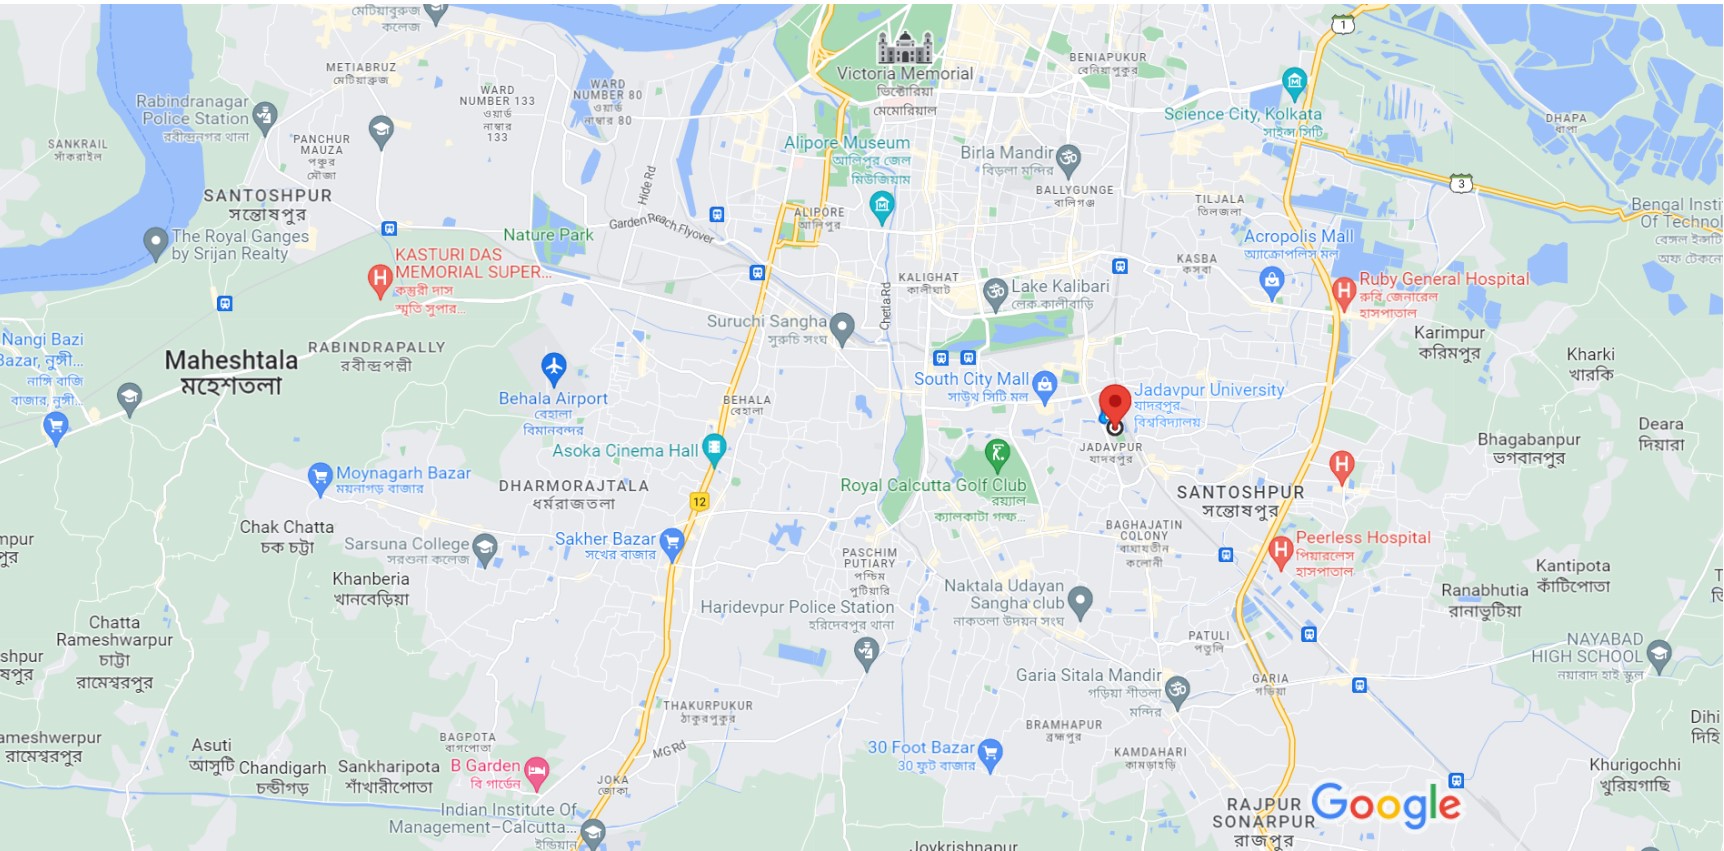 মেটিয়াবুরুজ
কলেজ
1
METIABRUZ
মেটিয়াব্রুজ
Victoria Memorial
ভিক্টোরিয়া
মেমোরিয়াল
BENIAPUKUR
বেনিয়াপুকুর
Rabindranagar
Police Station
রবীন্দ্রনগর থানা
WARD
NUMBER 133
ওয়ার্ড
নাম্বার
133
WARD
NUMBER 80
ওয়ার্ড
নাম্বার 80
Science City, Kolkata
সাইন্স সিটি
DHAPA
ধাপা
SANKRAIL
সাঁকরাইল
PANCHUR
MAUZA
পঞ্চুর
মৌজা
Alipore Museum
আলিপুর জেল
মিউজিয়াম
Birla Mandir
বিড়লা মন্দির
BALLYGUNGE
বালিগঞ্জ
3
SANTOSHPUR
সন্তোষপুর
Hide Rd
Garden Reach Flyover
ALIPORE
আলিপুর
TILJALA
তিলজলা
Bengal Insti
Of Technol
বেঙ্গল ইন্সটি
অফ টেকনো
The Royal Ganges
by Srijan Realty
Nature Park
Acropolis Mall
অ্যাক্রোপলিস মল
KASTURI DAS
MEMORIAL SUPER...
কস্তুরী দাস
স্মৃতি সুপার...
KALIGHAT
কালীঘাট
KASBA
কসবা
Lake Kalibari
লেক কালীবাড়ি
Ruby General Hospital
রুবি জেনারেল
হাসপাতাল
Chetla Rd
Suruchi Sangha
সুরুচি সংঘ
Karimpur
করিমপুর
Nangi Bazi
Bazar, নুঙ্গী...
নাঙ্গি বাজি
বাজার, নুঙ্গী...
Maheshtala
মহেশতলা
RABINDRAPALLY
রবীন্দ্রপল্লী
Kharki
খারকি
South City Mall
সাউথ সিটি মল
Jadavpur University
যাদবপুর
বিশ্ববিদ্যালয়
Behala Airport
বেহালা
বিমানবন্দর
BEHALA
বেহালা
Asoka Cinema Hall
JADAVPUR
যাদবপুর
Bhagabanpur
ভগবানপুর
Deara
দিয়ারা
Moynagarh Bazar
ময়নাগড় বাজার
DHARMORAJTALA
ধর্মরাজতলা
12
Royal Calcutta Golf Club
রয়্যাল
ক্যালকাটা গল্ফ...
SANTOSHPUR
সন্তোষপুর
Chak Chatta
চক চট্টা
Sarsuna College
সরশুনা কলেজ
Sakher Bazar
সখের বাজার
BAGHAJATIN
COLONY
বাঘাযতীন
কলোনী
Peerless Hospital
পিয়ারলেস
হাসপাতাল
mpur
পুর
Khanberia
খানবেড়িয়া
PASCHIM
PUTIARY
পশ্চিম
পুটিয়ারি
Naktala Udayan
Sangha club
নাকতলা উদয়ন সংঘ
Ranabhutia
রানাভুটিয়া
Kantipota
কাঁটিপোতা
Haridevpur Police Station
হরিদেবপুর থানা
Chatta
Rameshwarpur
চাট্টা
রামেশ্বরপুর
PATULI
পতুলি
NAYABAD
HIGH SCHOOL
নয়াবাদ হাই স্কুল
shpur
ষপুর
Garia Sitala Mandir
গড়িয়া শীতলা
মন্দির
GARIA
গড়িয়া
THAKURPUKUR
ঠাকুরপুকুর
BRAMHAPUR
ব্রহ্মপুর
Dihi
দিহি
ameshwerpur
রামেশ্বরপুর
Asuti
আসুটি
BAGPOTA
বাগপোতা
MG Rd
30 Foot Bazar
30 ফুট বাজার
KAMDAHARI
কামডাহড়ি
Chandigarh
চন্ডীগড়
Sankharipota
শাঁখারীপোতা
B Garden
বি গার্ডেন
JOKA
জোকা
Khurigochhi
খুরিগাছি
Indian Institute Of
Management–Calcutta...
ইন্ডিয়ান
RAJPUR
SONARPUR
রাজপুর
Google
Joykrishnapur